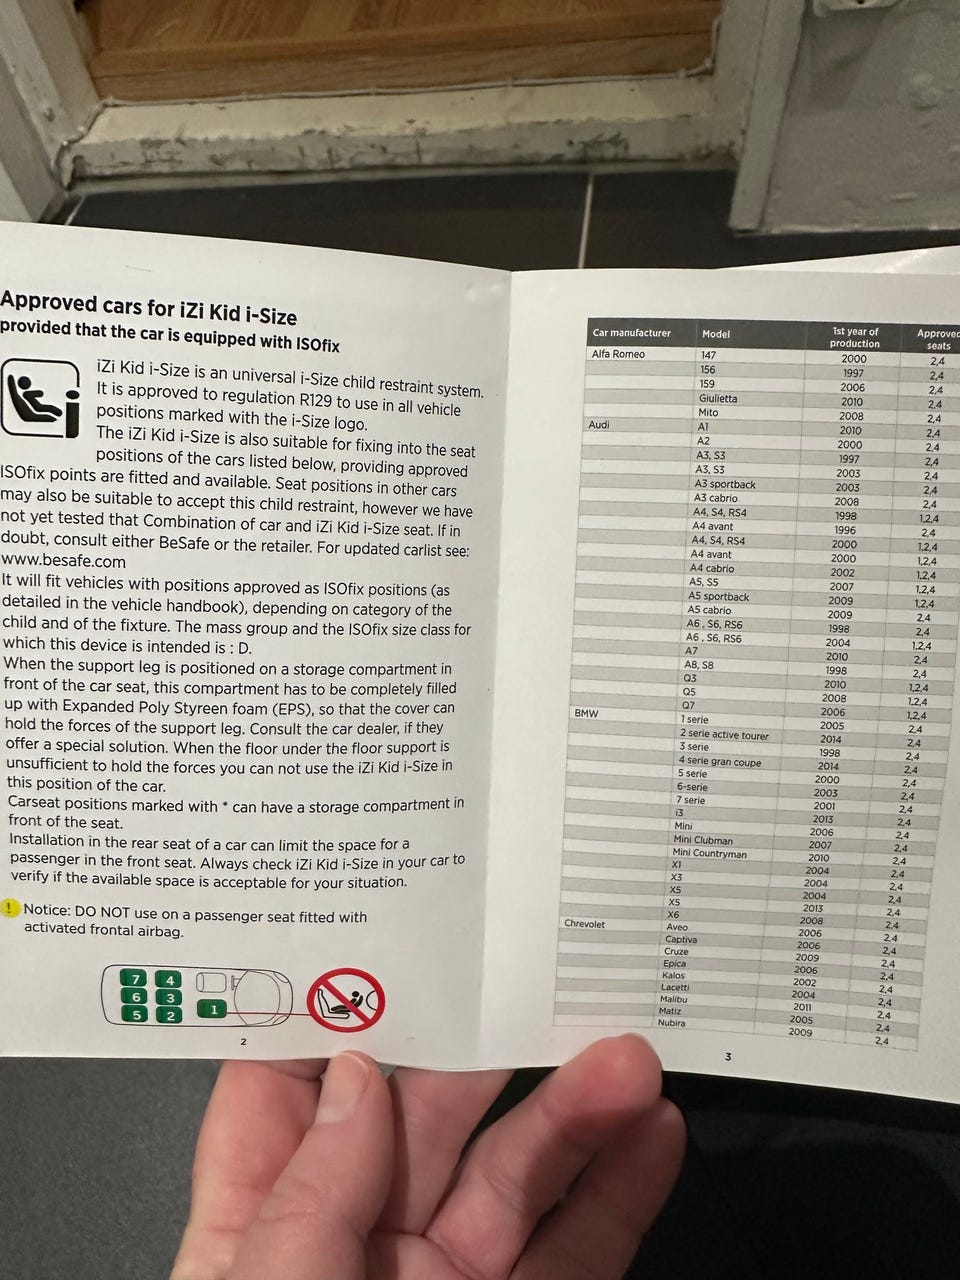 Approved cars for iZi Kid i-Size
provided that the car is equipped with ISOfix
iZi Kid i-Size is an universal i-Size child restraint system.
It is approved to regulation R129 to use in all vehicle
positions marked with the i-Size logo.
The iZi Kid i-Size is also suitable for fixing into the seat
positions of the cars listed below, providing approved
ISOfix points are fitted and available. Seat positions in other cars
may also be suitable to accept this child restraint, however we have
not yet tested that Combination of car and iZi Kid i-Size seat. If in
doubt, consult either BeSafe or the retailer. For updated carlist see:
www.besafe.com
It will fit vehicles with positions approved as ISOfix positions (as
detailed in the vehicle handbook), depending on category of the
child and of the fixture. The mass group and the ISOfix size class for
which this device is intended is : D.
When the support leg is positioned on a storage compartment in
front of the car seat, this compartment has to be completely filled
up with Expanded Poly Styreen foam (EPS), so that the cover can
hold the forces of the support leg. Consult the car dealer, if they
offer a special solution. When the floor under the floor support is
unsufficient to hold the forces you can not use the iZi Kid i-Size in
this position of the car.
Carseat positions marked with * can have a storage compartment in
front of the seat.
Installation in the rear seat of a car can limit the space for a
passenger in the front seat. Always check iZi Kid i-Size in your car to
verify if the available space is acceptable for your situation.
! Notice: DO NOT use on a passenger seat fitted with
activated frontal airbag.
7 4
6 3
5 2 1
2
Car manufacturer Model 1st year of production Approved seats
Alfa Romeo 147 2000 2,4
156 1997 2,4
159 2006 2,4
Giulietta 2010 2,4
Mito 2008 2,4
Audi A1 2010 2,4
A2 2000 2,4
A3, S3 1997 2,4
A3, S3 2003 2,4
A3 sportback 2003 2,4
A3 cabrio 2008 2,4
A4, S4, RS4 1998 1,2,4
A4 avant 1996 2,4
A4, S4, RS4 2000 1,2,4
A4 avant 2000 1,2,4
A4 cabrio 2002 1,2,4
A5, S5 2007 1,2,4
A5 sportback 2009 1,2,4
A5 cabrio 2009 2,4
A6 , S6, RS6 1998 2,4
A6 , S6, RS6 2004 1,2,4
A7 2010 2,4
A8, S8 1998 2,4
Q3 2010 1,2,4
Q5 2008 1,2,4
Q7 2006 1,2,4
BMW 1 serie 2005 2,4
2 serie active tourer 2014 2,4
3 serie 1998 2,4
4 serie gran coupe 2014 2,4
5 serie 2000 2,4
6-serie 2003 2,4
7 serie 2001 2,4
i3 2013 2,4
Mini 2006 2,4
Mini Clubman 2007 2,4
Mini Countryman 2010 2,4
X1 2004 2,4
X3 2004 2,4
X5 2004 2,4
X5 2013 2,4
X6 2008 2,4
Chrevolet Aveo 2006 2,4
Captiva 2006 2,4
Cruze 2009 2,4
Epica 2006 2,4
Kalos 2002 2,4
Lacetti 2004 2,4
Malibu 2011 2,4
Matiz 2005 2,4
Nubira 2009 2,4
3